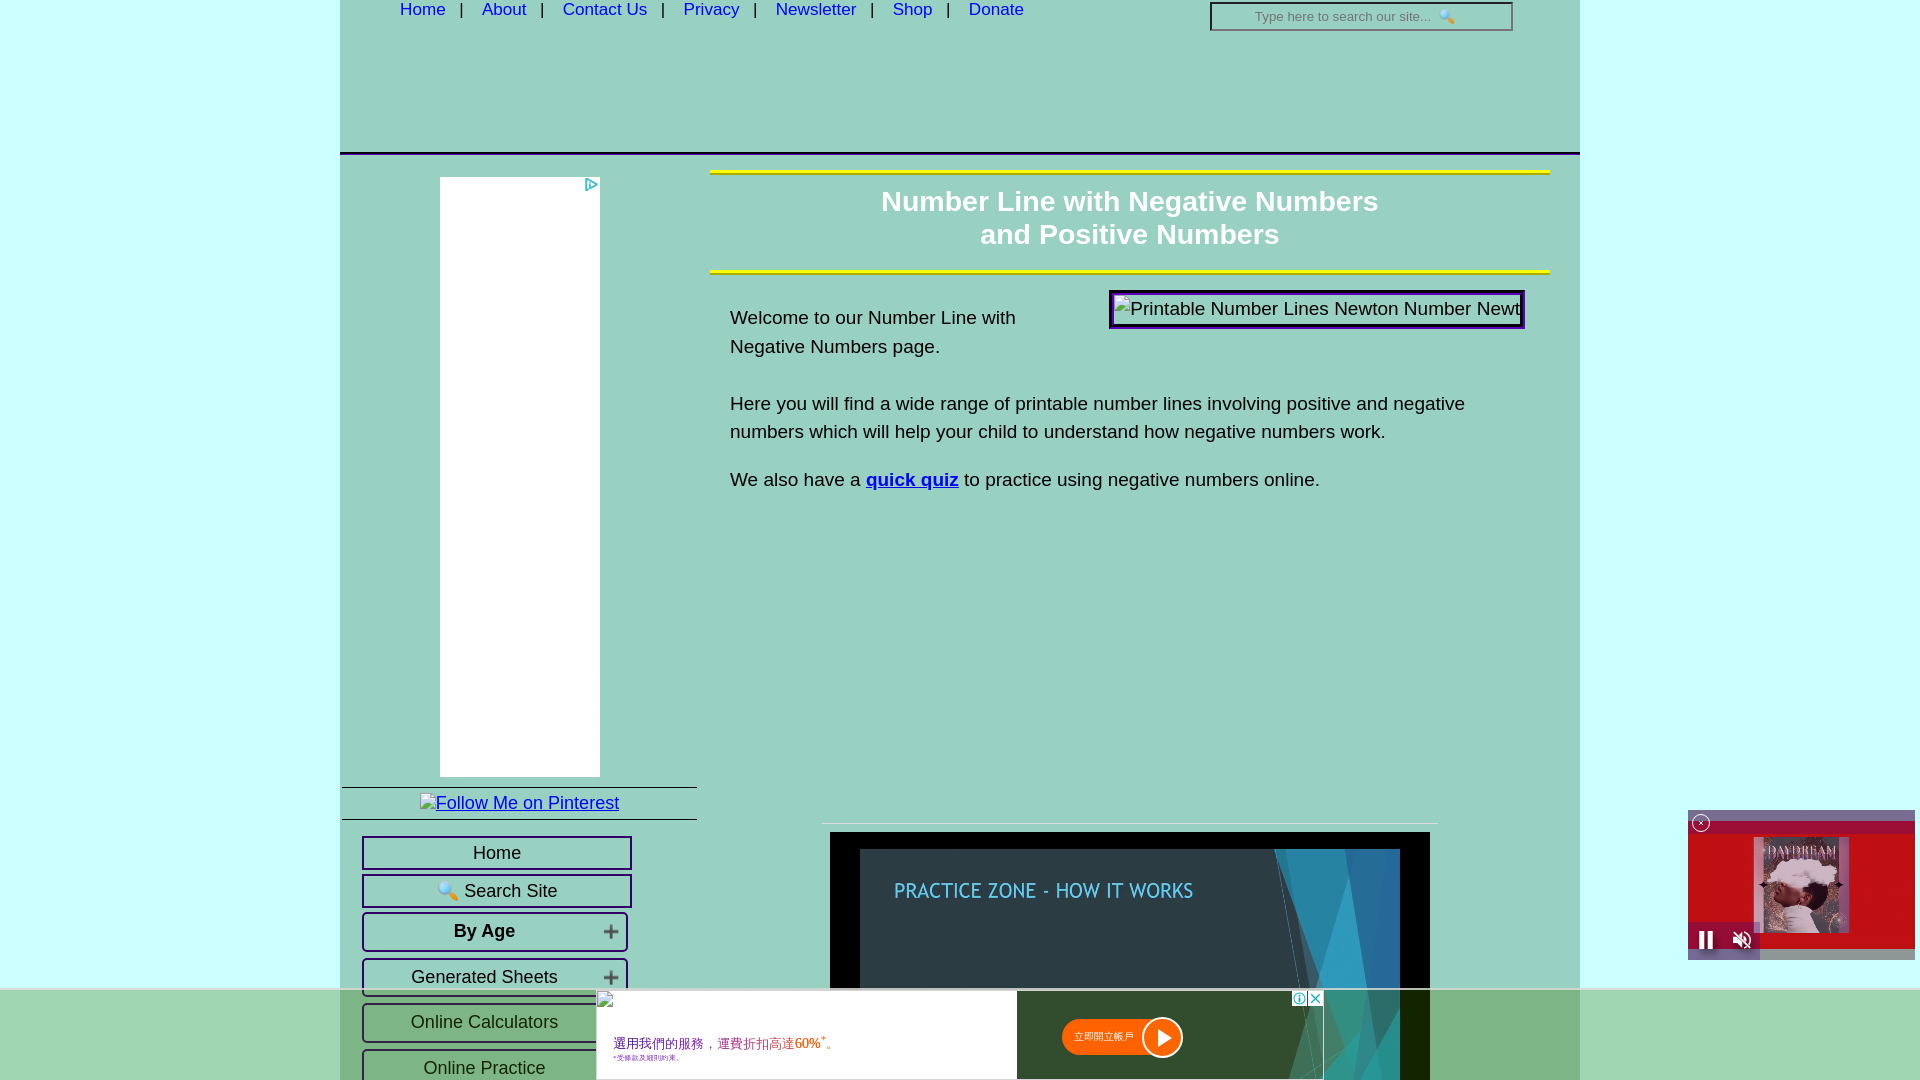 Home | About | Contact Us | Privacy | Newsletter | Shop | Donate
Type here to search our site... 🔍
Number Line with Negative Numbers
and Positive Numbers
Printable Number Lines Newton Number Newt
Welcome to our Number Line with
Negative Numbers page.
Here you will find a wide range of printable number lines involving positive and negative
numbers which will help your child to understand how negative numbers work.
We also have a quick quiz to practice using negative numbers online.
Follow Me on Pinterest
Home
🔍 Search Site
By Age
Generated Sheets
Online Calculators
Online Practice
PRACTICE ZONE - HOW IT WORKS
DAYDREAM
選用我們的服務，運費折扣高達60%*。
*受條款及細則約束。
立即開立帳戶